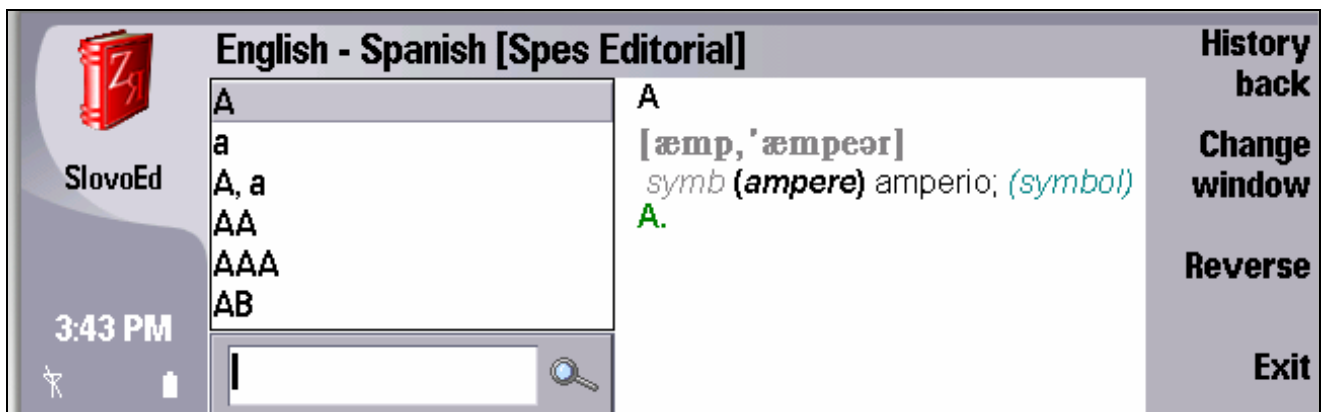 English - Spanish [Spes Editorial]
SlovoEd
3:43 PM
A
a
A, a
AA
AAA
AB
A
[æmp,ˈæmpeər]
symb (ampere) amperio; (symbol)
A.
History
back
Change
window
Reverse
Exit